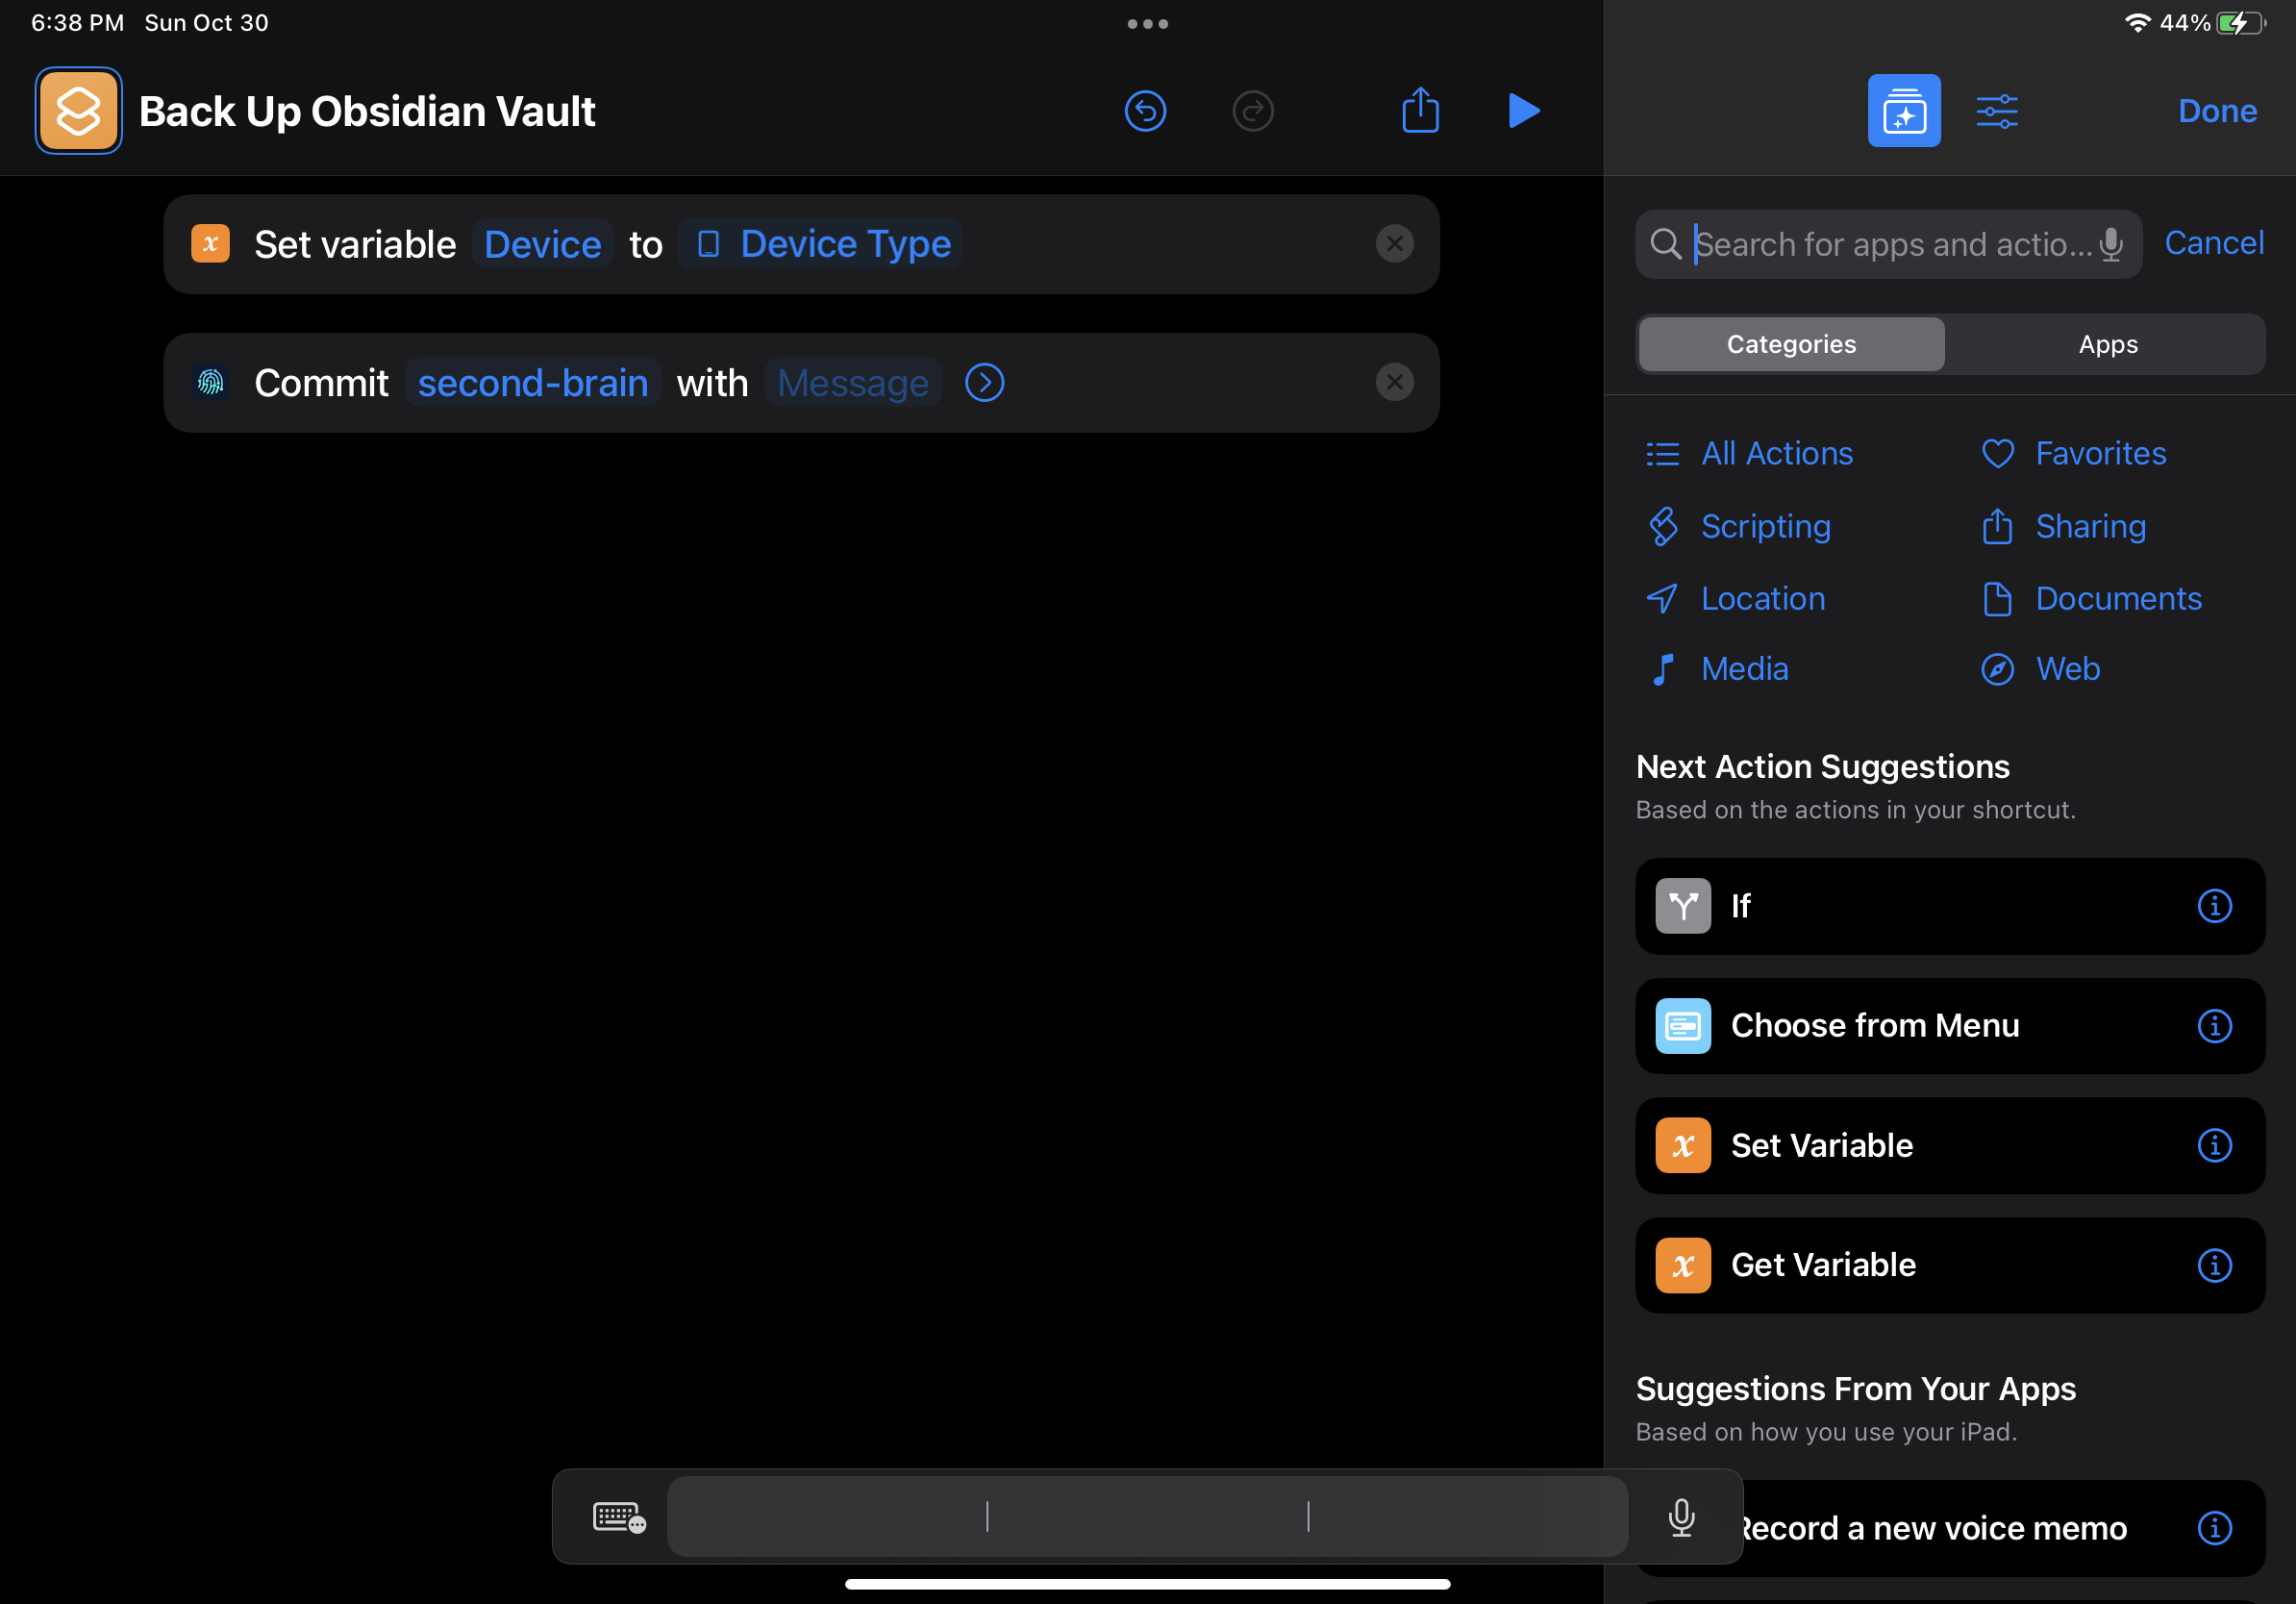 6:38 PM Sun Oct 30
44%
Back Up Obsidian Vault
Done
Set variable Device to Device Type
Commit second-brain with Message
Search for apps and actio...
Cancel
Categories
Apps
All Actions
Favorites
Scripting
Sharing
Location
Documents
Media
Web
Next Action Suggestions
Based on the actions in your shortcut.
If
Choose from Menu
Set Variable
Get Variable
Suggestions From Your Apps
Based on how you use your iPad.
Record a new voice memo